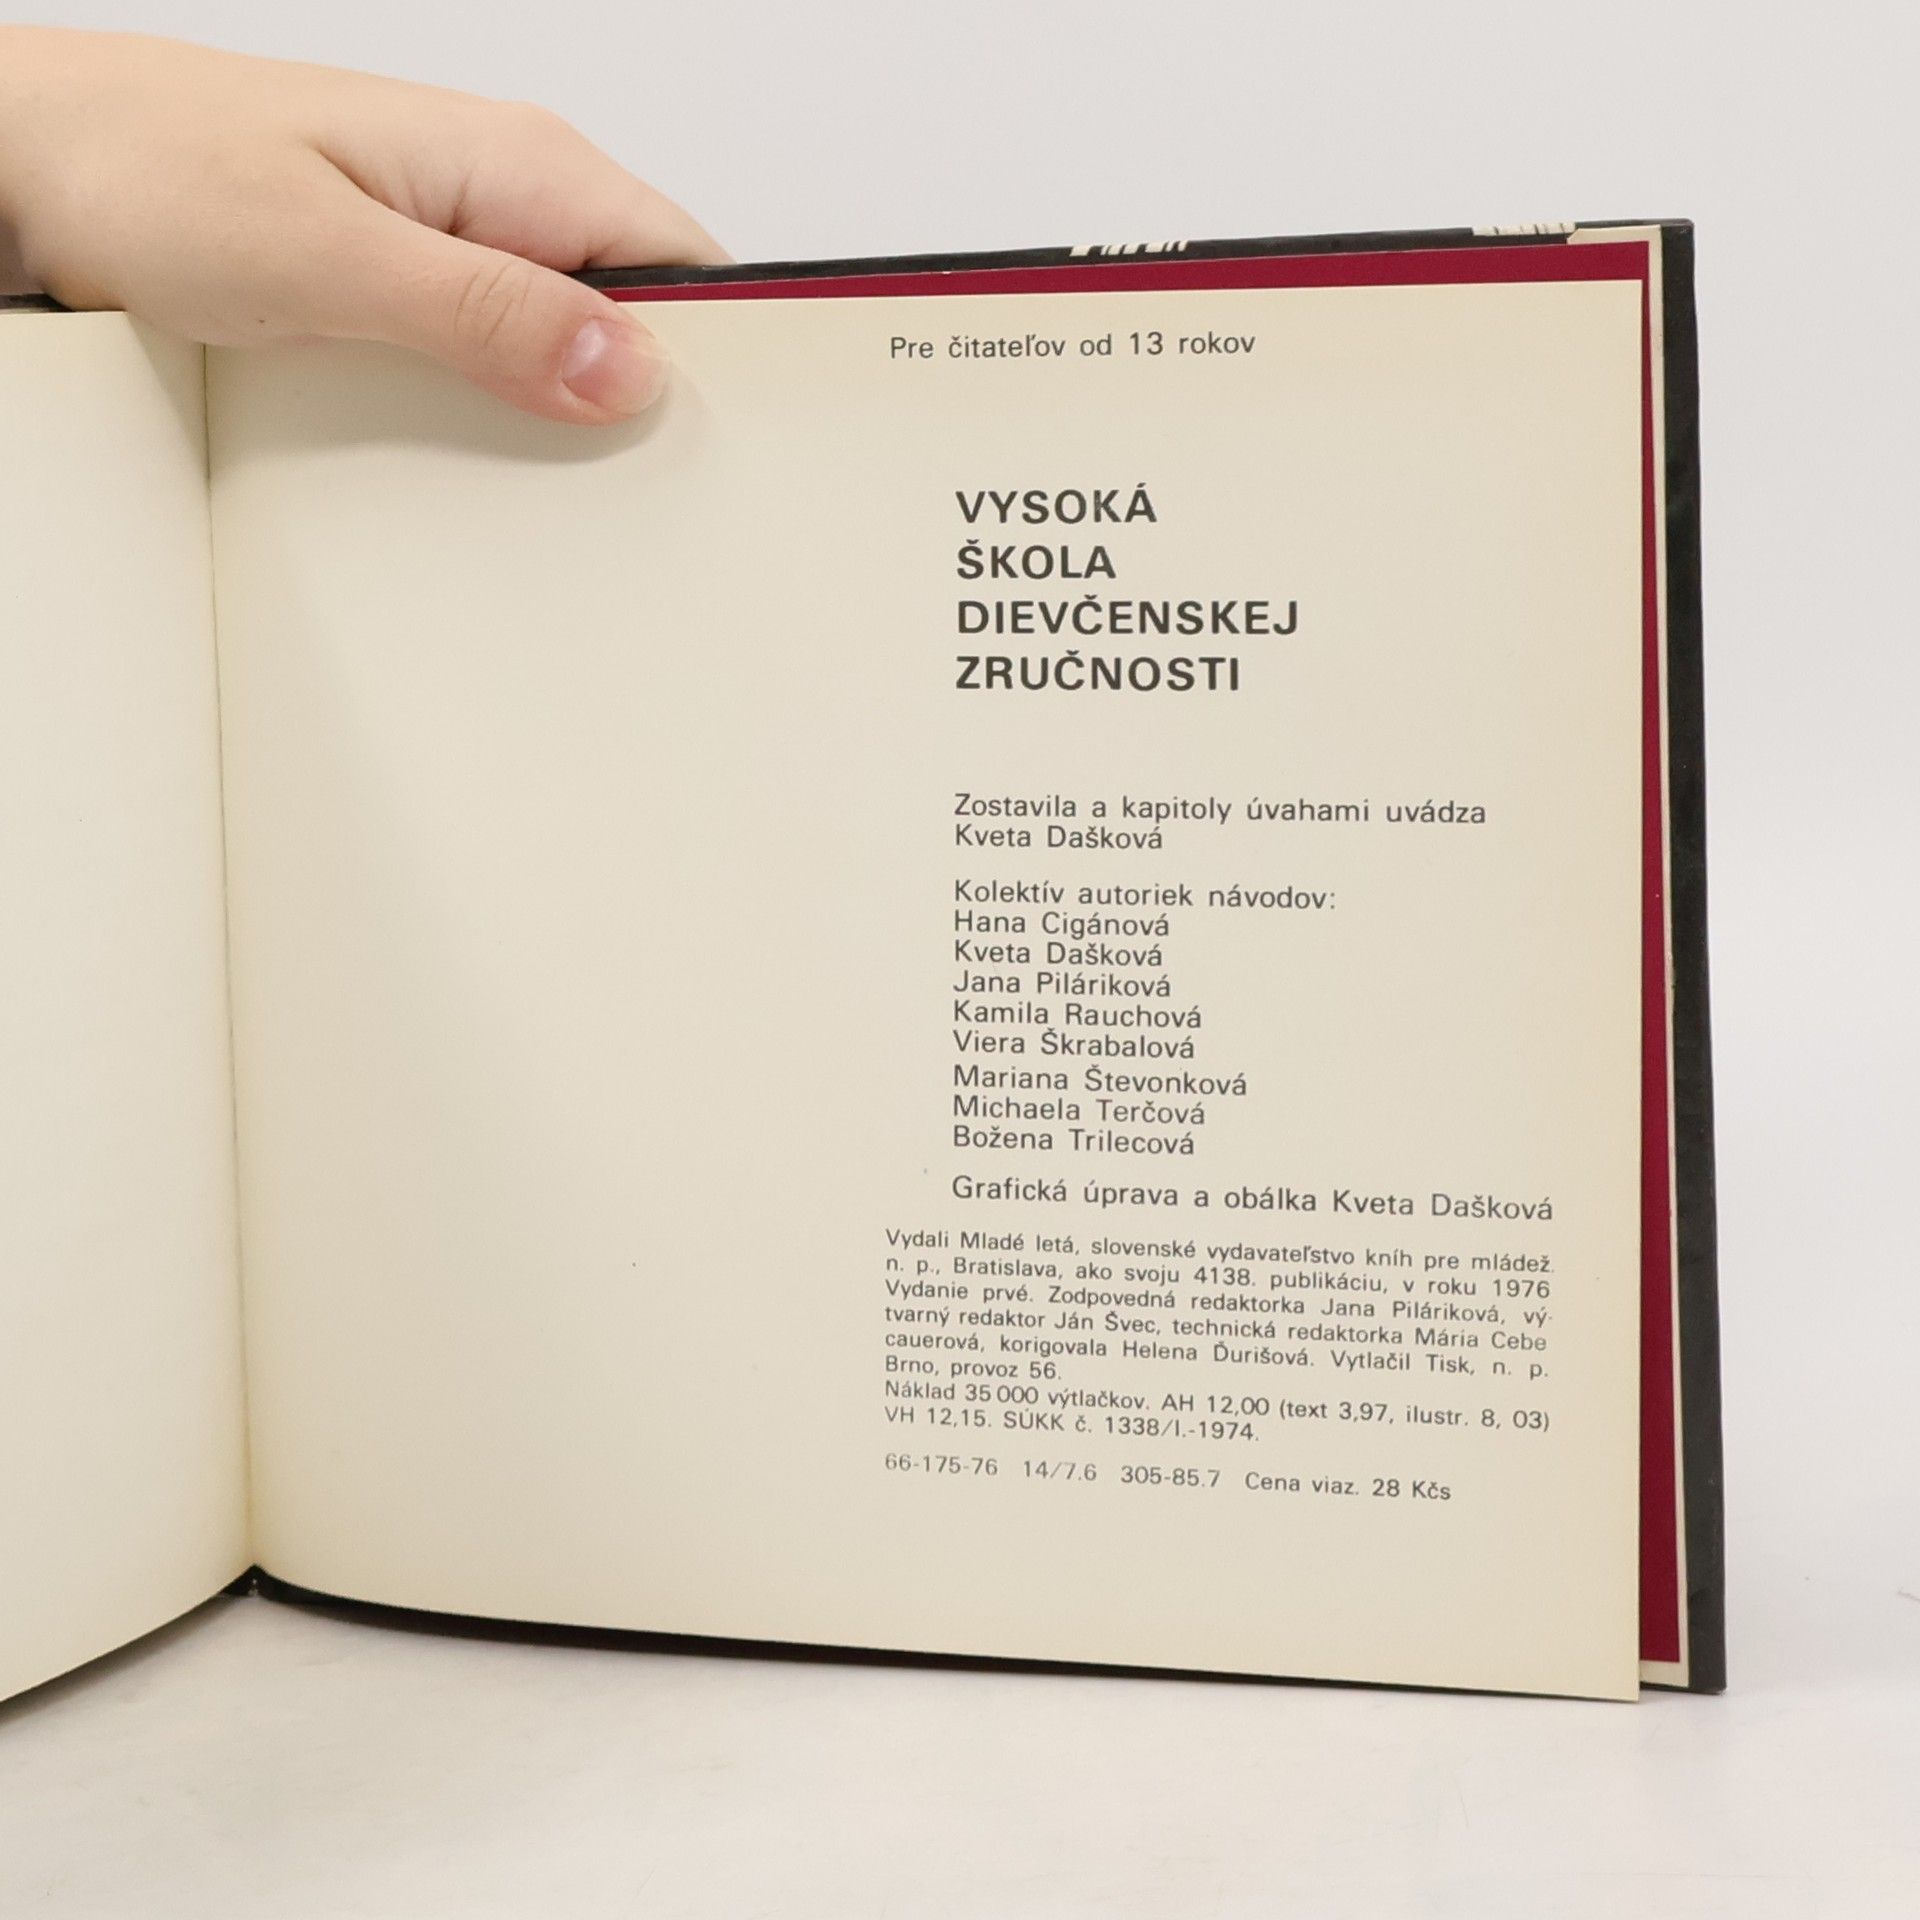 Pre čitateľov od 13 rokov
VYSOKÁ
ŠKOLA
DIEVČENSKEJ
ZRUČNOSTI
Zostavila a kapitoly úvahami uvádza
Kveta Dašková
Kolektív autoriek návodov:
Hana Cigánová
Kveta Dašková
Jana Piláriková
Kamila Rauchová
Viera Škrabalová
Mariana Števonková
Michaela Terčová
Božena Trilecová
Grafická úprava a obálka Kveta Dašková
Vydali Mladé letá, slovenské vydavateľstvo kníh pre mládež.
n. p., Bratislava, ako svoju 4138. publikáciu, v roku 1976
Vydanie prvé. Zodpovedná redaktorka Jana Piláriková, vý-
tvarný redaktor Ján Švec, technická redaktorka Mária Cebe
cauerová, korigovala Helena Ďurišová. Vytlačil Tisk, n. p.
Brno, provoz 56.
Náklad 35 000 výtlačkov. AH 12,00 (text 3,97, ilustr. 8, 03)
VH 12,15. SÚKK č. 1338/I.-1974.
66-175-76 14/7.6 305-85.7 Cena viaz. 28 Kčs